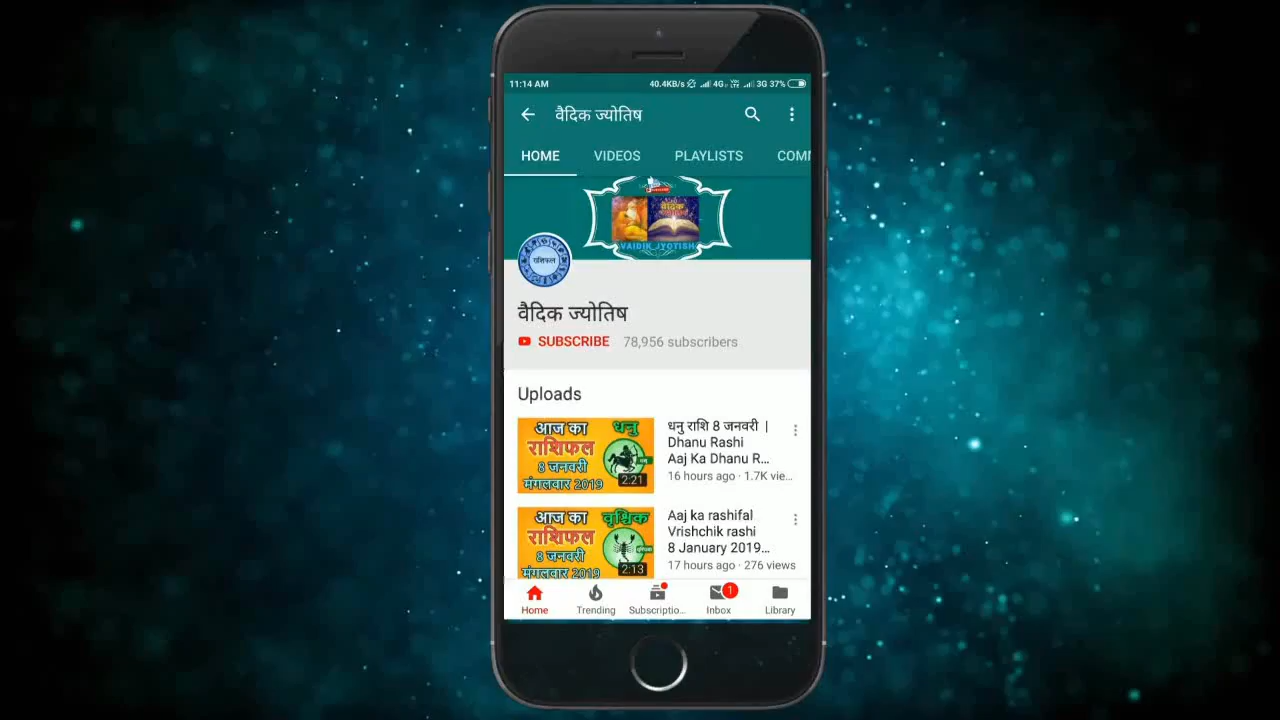 11:14 AM
40.4KB/s 4G 3G 37%
वैदिक ज्योतिष
HOME VIDEOS PLAYLISTS COM
वैदिक
VAIDIK JYOTISH
राशिफल
वैदिक ज्योतिष
SUBSCRIBE 78,956 subscribers
Uploads
आज का धनु
राशिफल
8 जनवरी
मंगलवार 2019
2:21
धनु राशि 8 जनवरी |
Dhanu Rashi
Aaj Ka Dhanu R...
16 hours ago · 1.7K vie...
आज का वृश्चिक
राशिफल
8 जनवरी
मंगलवार 2019
2:13
Aaj ka rashifal
Vrishchik rashi
8 January 2019...
17 hours ago · 276 views
1
Home Trending Subscriptio... Inbox Library